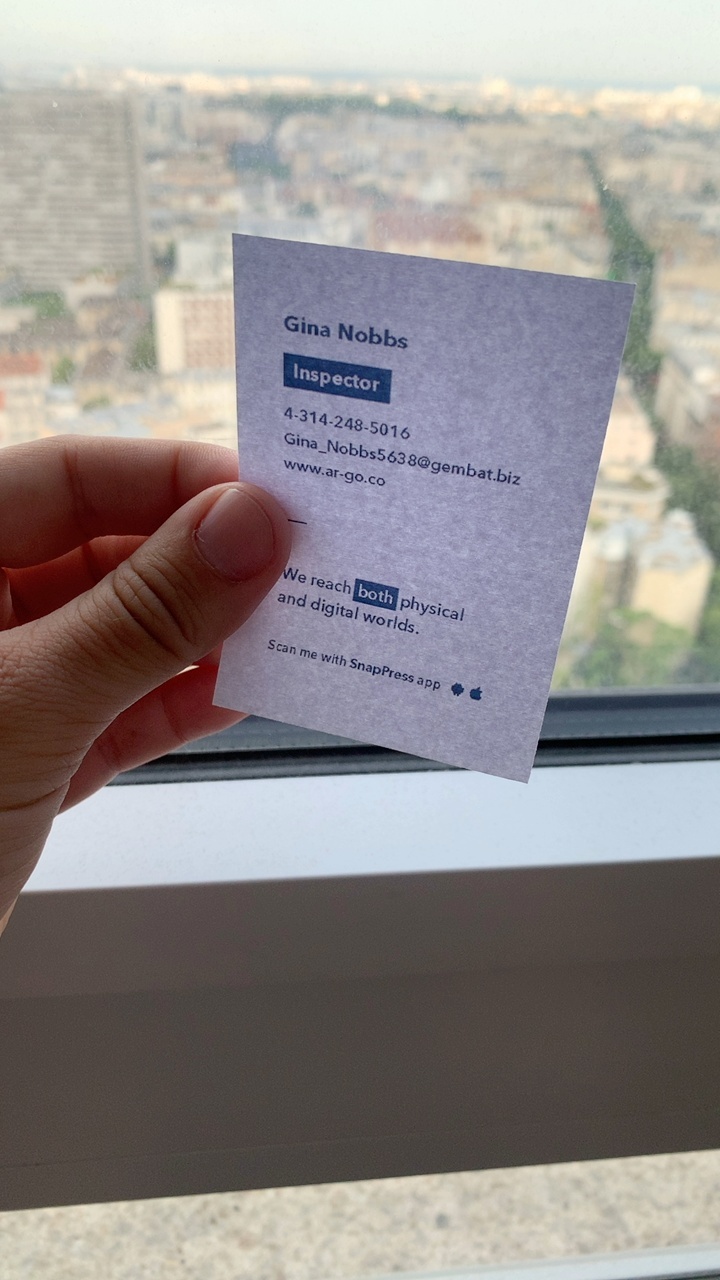 Gina Nobbs
Inspector
4-314-248-5016
Gina_Nobbs5638@gembat.biz
www.ar-go.co
We reach both physical
and digital worlds.
Scan me with SnapPress app